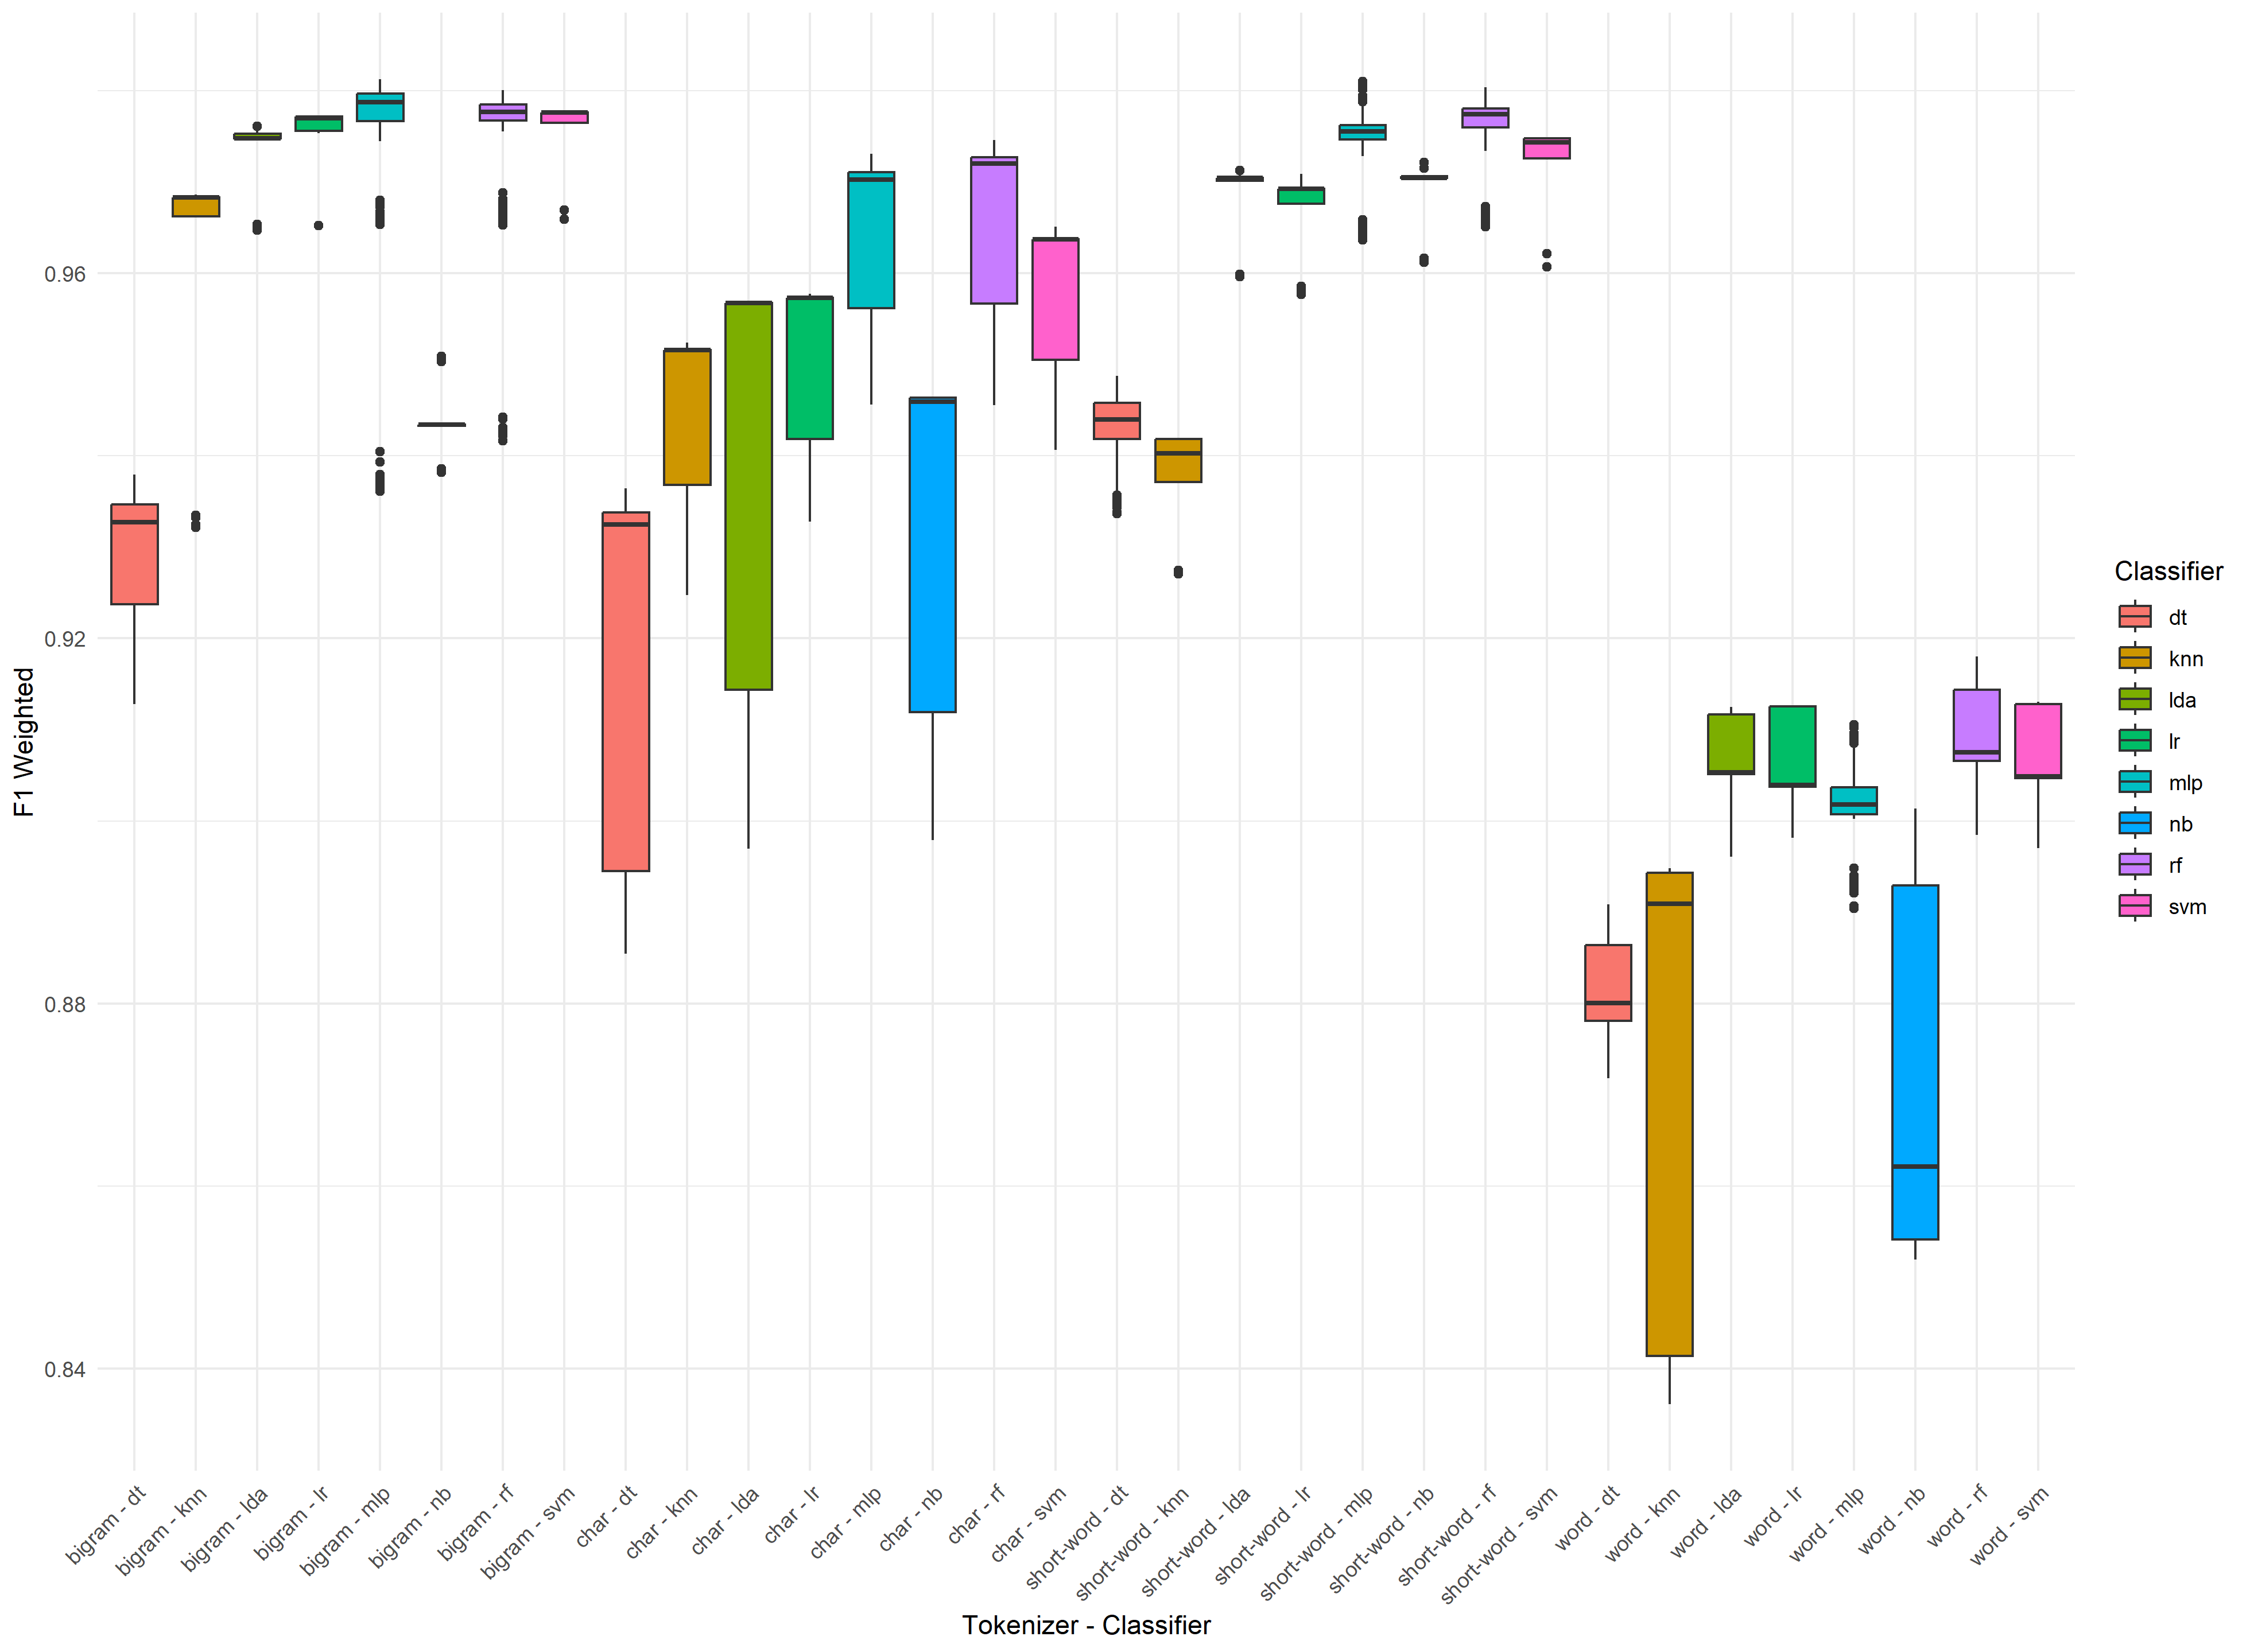 F1 Weighted
0.96
0.92
0.88
0.84
bigram - dt
bigram - knn
bigram - lda
bigram - lr
bigram - mlp
bigram - nb
bigram - rf
bigram - svm
char - dt
char - knn
char - lda
char - lr
char - mlp
char - nb
char - rf
char - svm
short-word - dt
short-word - knn
short-word - lda
short-word - lr
short-word - mlp
short-word - nb
short-word - rf
short-word - svm
word - dt
word - knn
word - lda
word - lr
word - mlp
word - nb
word - rf
word - svm
Tokenizer - Classifier
Classifier
dt
knn
lda
lr
mlp
nb
rf
svm